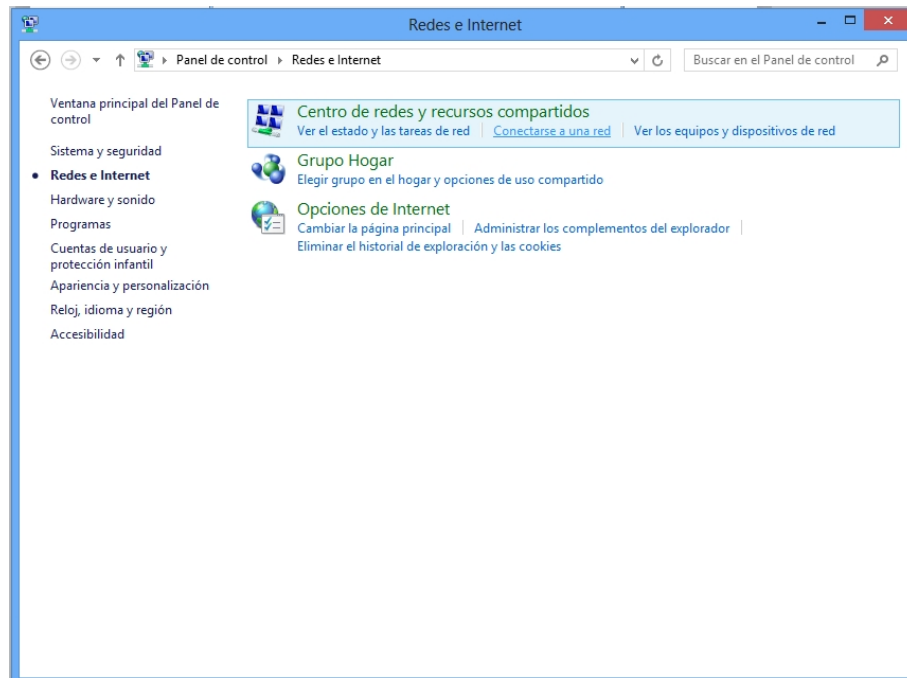 Redes e Internet
Panel de control Redes e Internet
Buscar en el Panel de control
Ventana principal del Panel de
control
Sistema y seguridad
Redes e Internet
Hardware y sonido
Programas
Cuentas de usuario y
protección infantil
Apariencia y personalización
Reloj, idioma y región
Accesibilidad
Centro de redes y recursos compartidos
Ver el estado y las tareas de red Conectarse a una red Ver los equipos y dispositivos de red
Grupo Hogar
Elegir grupo en el hogar y opciones de uso compartido
Opciones de Internet
Cambiar la página principal Administrar los complementos del explorador
Eliminar el historial de exploración y las cookies